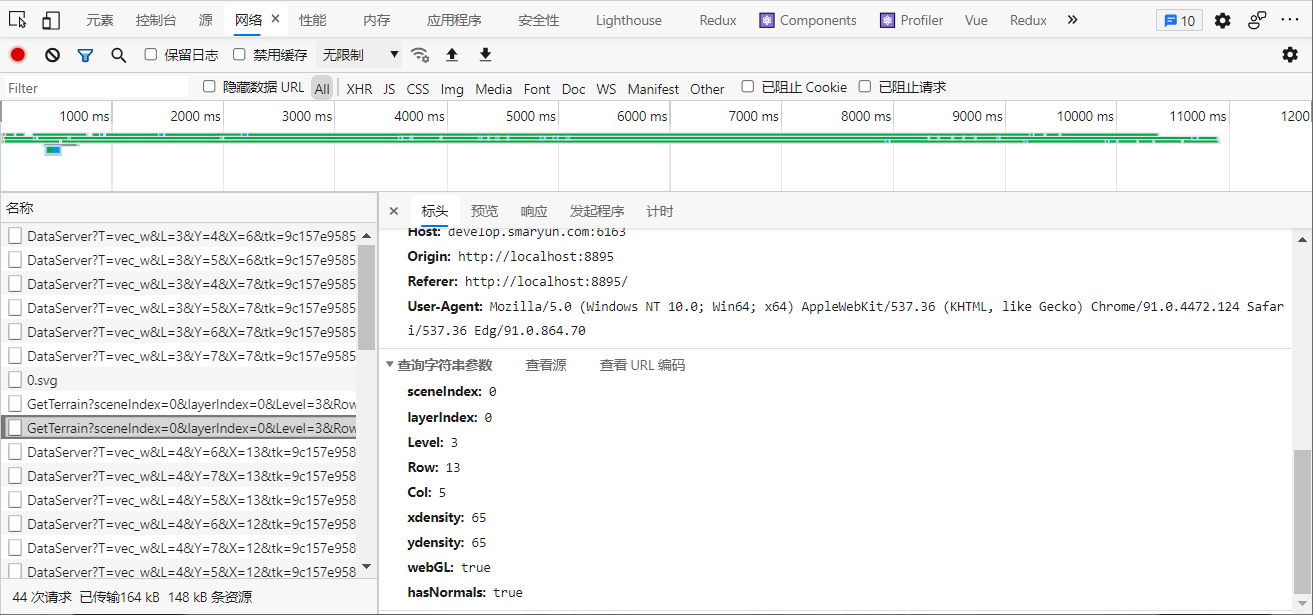 元素 控制台 源 网络 × 性能 内存 应用程序 安全性 Lighthouse Redux Components Profiler Vue Redux » 10 ···
保留日志 禁用缓存 无限制 ▼
Filter 隐藏数据 URL All XHR JS CSS Img Media Font Doc WS Manifest Other 已阻止 Cookie 已阻止请求
1000 ms 2000 ms 3000 ms 4000 ms 5000 ms 6000 ms 7000 ms 8000 ms 9000 ms 10000 ms 11000 ms 1200
名称
DataServer?T=vec_w&L=3&Y=4&X=6&tk=9c157e9585
DataServer?T=vec_w&L=3&Y=5&X=6&tk=9c157e9585
DataServer?T=vec_w&L=3&Y=4&X=7&tk=9c157e9585
DataServer?T=vec_w&L=3&Y=5&X=7&tk=9c157e9585
DataServer?T=vec_w&L=3&Y=6&X=7&tk=9c157e9585
DataServer?T=vec_w&L=3&Y=7&X=7&tk=9c157e9585
0.svg
GetTerrain?sceneIndex=0&layerIndex=0&Level=3&Row
GetTerrain?sceneIndex=0&layerIndex=0&Level=3&Row
DataServer?T=vec_w&L=4&Y=6&X=13&tk=9c157e958
DataServer?T=vec_w&L=4&Y=7&X=13&tk=9c157e958
DataServer?T=vec_w&L=4&Y=5&X=13&tk=9c157e958
DataServer?T=vec_w&L=4&Y=6&X=12&tk=9c157e958
DataServer?T=vec_w&L=4&Y=7&X=12&tk=9c157e958
DataServer?T=vec_w&L=4&Y=5&X=12&tk=9c157e958
44 次请求 已传输164 kB 148 kB 条资源
× 标头 预览 响应 发起程序 计时
Host: develop.smaryun.com:6163
Origin: http://localhost:8895
Referer: http://localhost:8895/
User-Agent: Mozilla/5.0 (Windows NT 10.0; Win64; x64) AppleWebKit/537.36 (KHTML, like Gecko) Chrome/91.0.4472.124 Safar
i/537.36 Edg/91.0.864.70
查询字符串参数 查看源 查看 URL 编码
sceneIndex: 0
layerIndex: 0
Level: 3
Row: 13
Col: 5
xdensity: 65
ydensity: 65
webGL: true
hasNormals: true